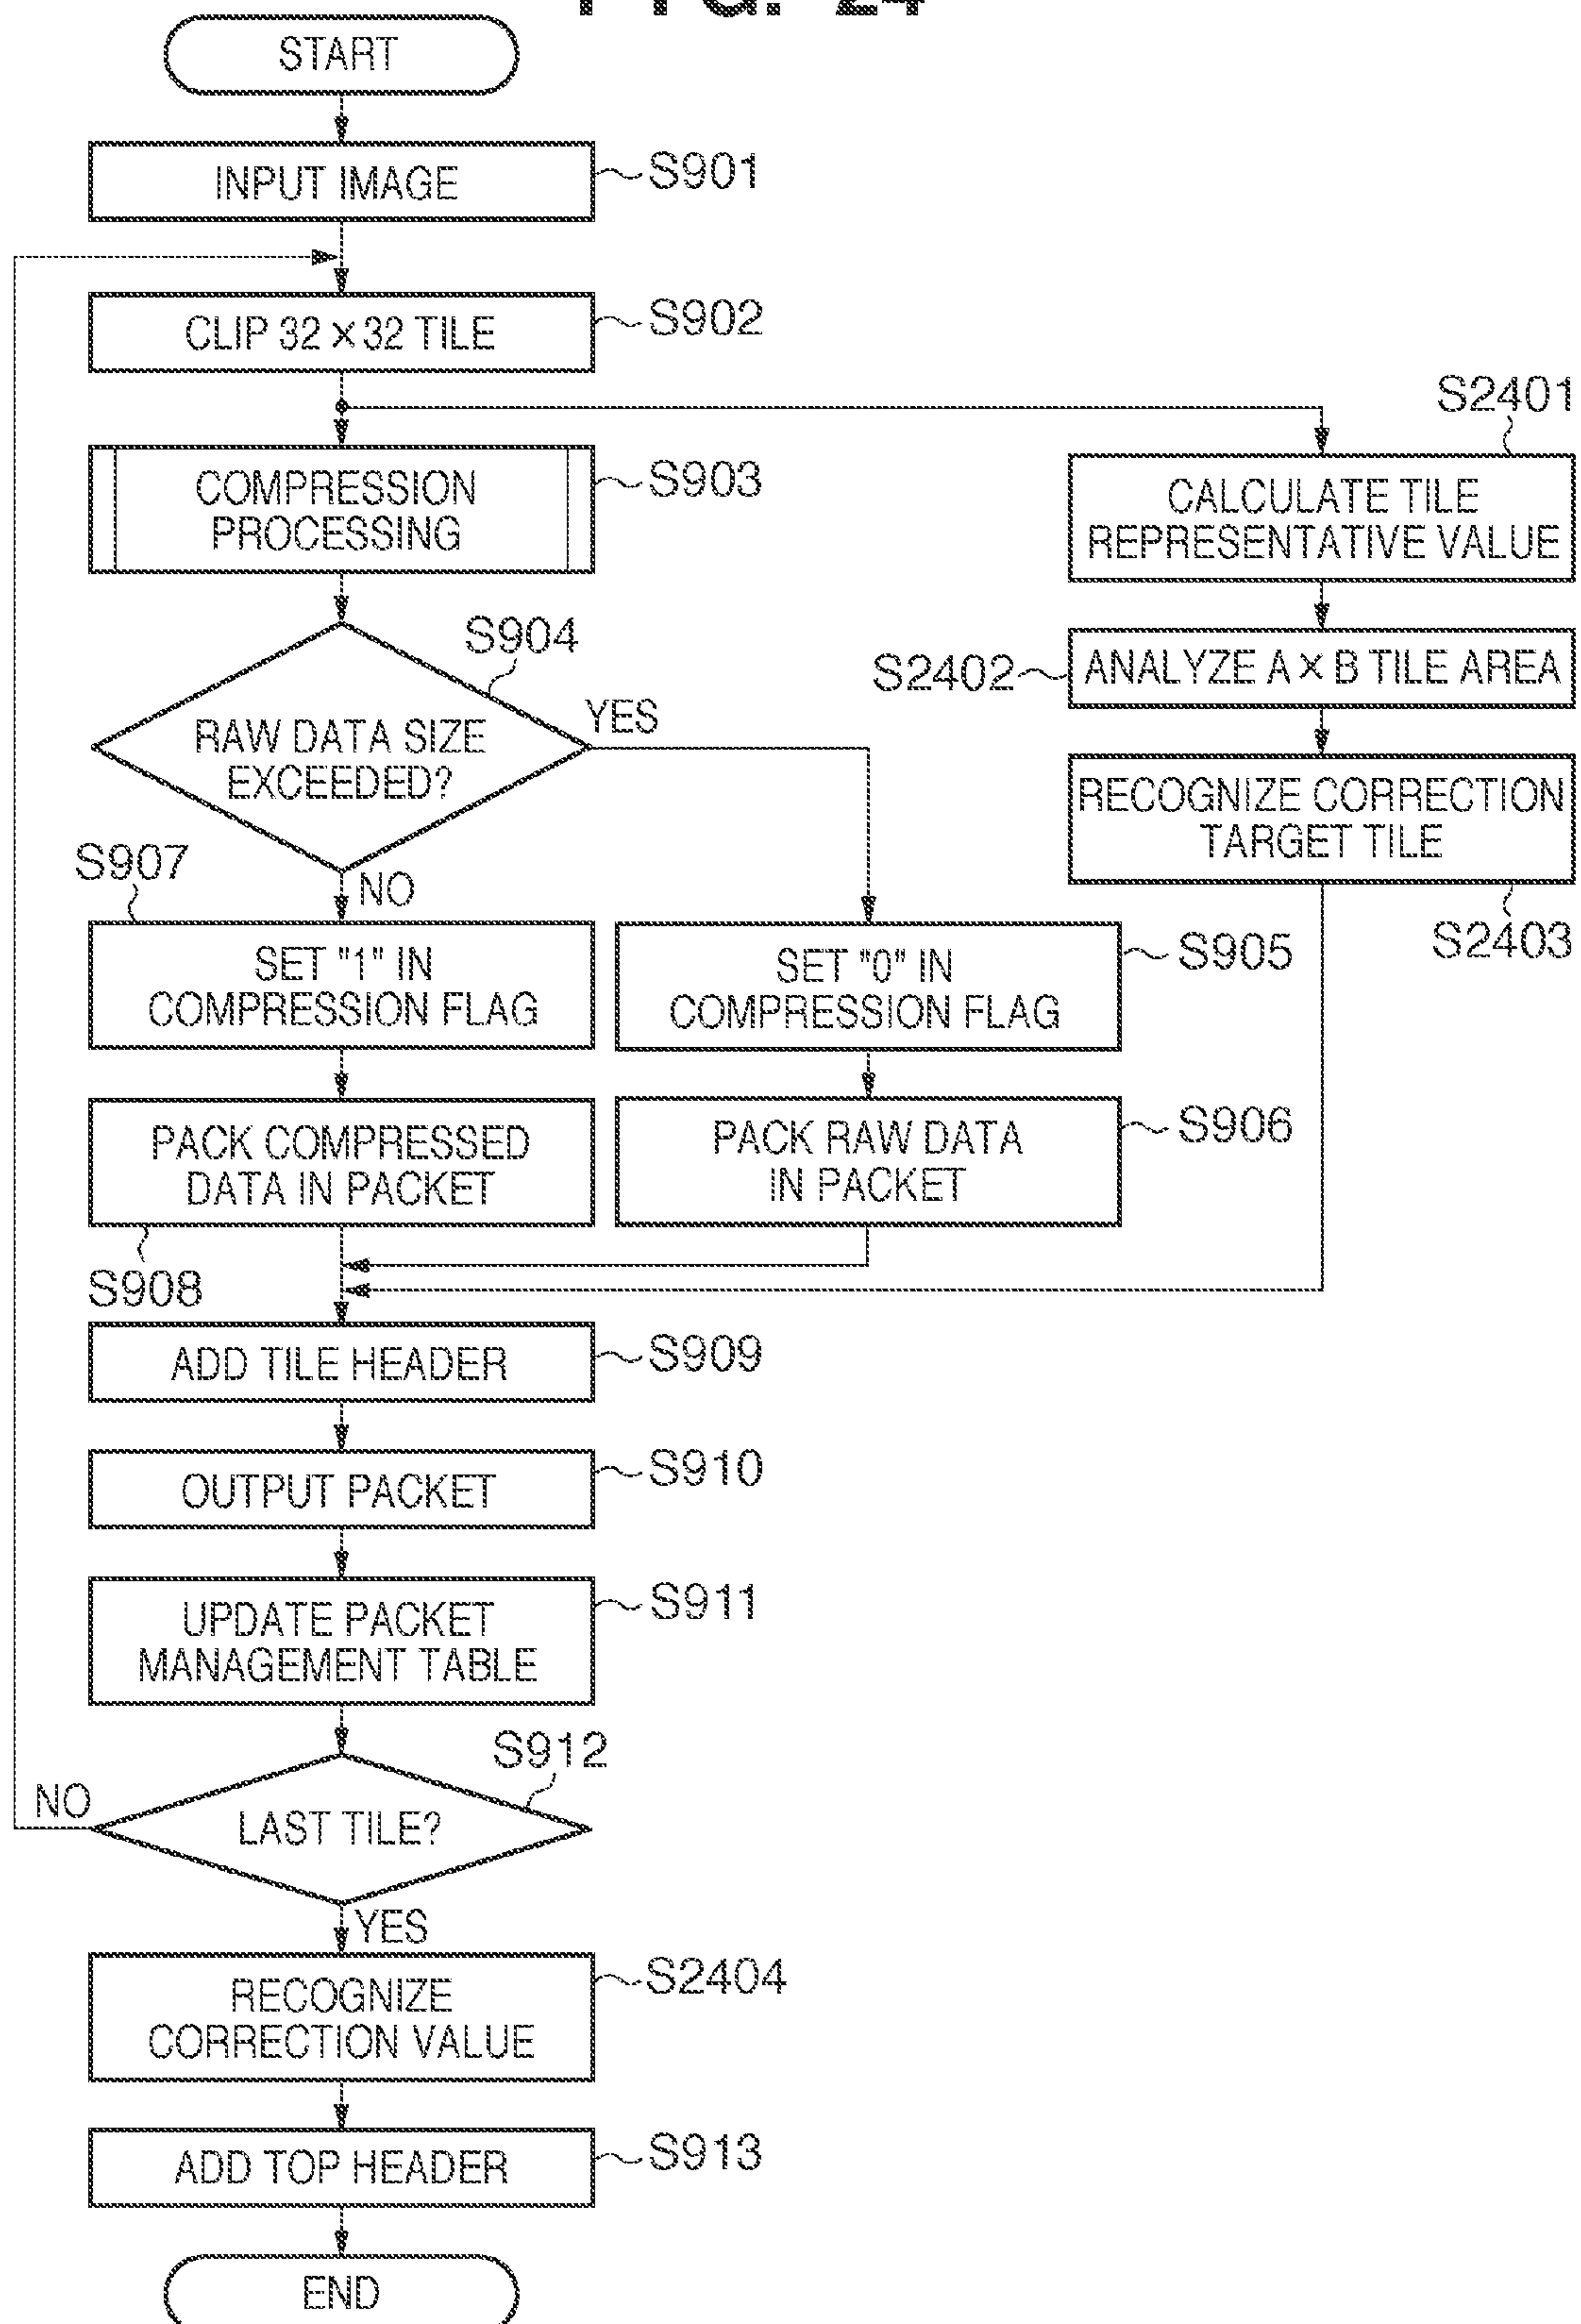 FIG. 24
START
INPUT IMAGE
S901
CLIP 32 × 32 TILE
S902
S2401
COMPRESSION
PROCESSING
S903
CALCULATE TILE
REPRESENTATIVE VALUE
S904
S2402
ANALYZE A × B TILE AREA
RAW DATA SIZE
EXCEEDED?
YES
RECOGNIZE CORRECTION
TARGET TILE
S907
NO
S2403
SET "1" IN
COMPRESSION FLAG
SET "0" IN
COMPRESSION FLAG
S905
PACK COMPRESSED
DATA IN PACKET
PACK RAW DATA
IN PACKET
S906
S908
ADD TILE HEADER
S909
OUTPUT PACKET
S910
UPDATE PACKET
MANAGEMENT TABLE
S911
S912
NO
LAST TILE?
YES
RECOGNIZE
CORRECTION VALUE
S2404
ADD TOP HEADER
S913
END